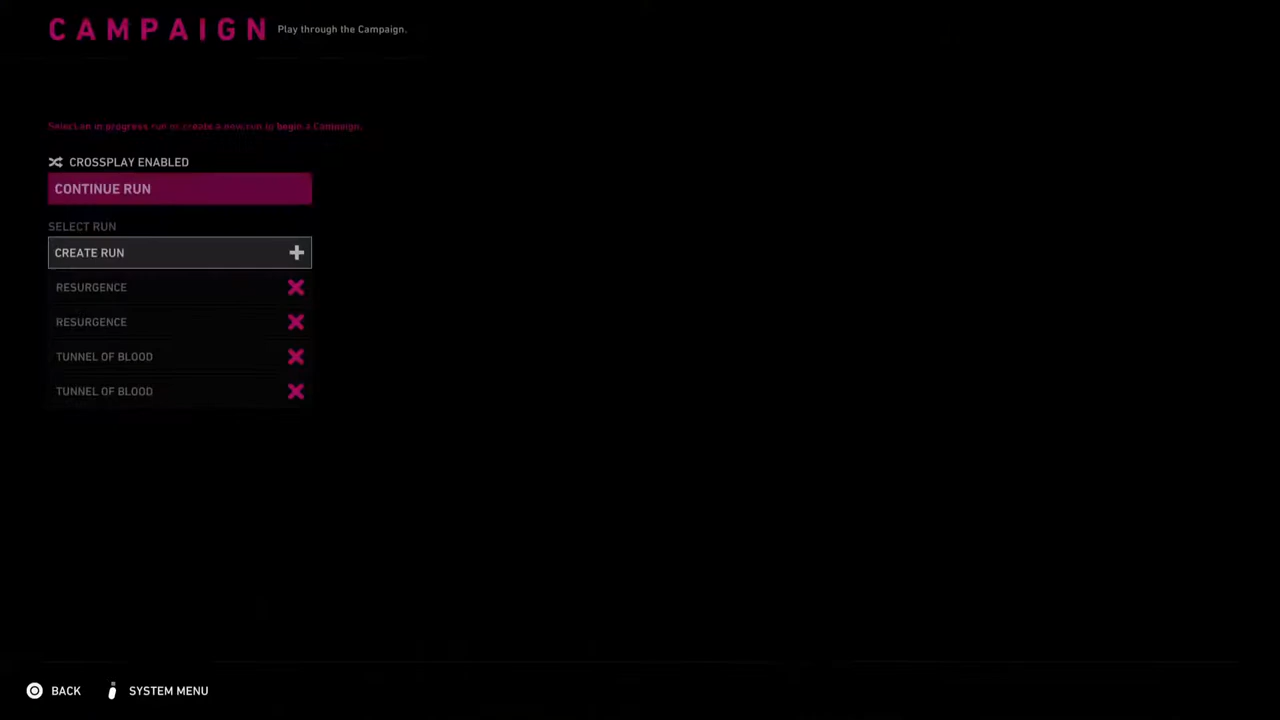 CAMPAIGN Play through the Campaign.
Select an in progress run or create a new run to begin a Campaign.
CROSSPLAY ENABLED
CONTINUE RUN
SELECT RUN
CREATE RUN
RESURGENCE
RESURGENCE
TUNNEL OF BLOOD
TUNNEL OF BLOOD
BACK SYSTEM MENU